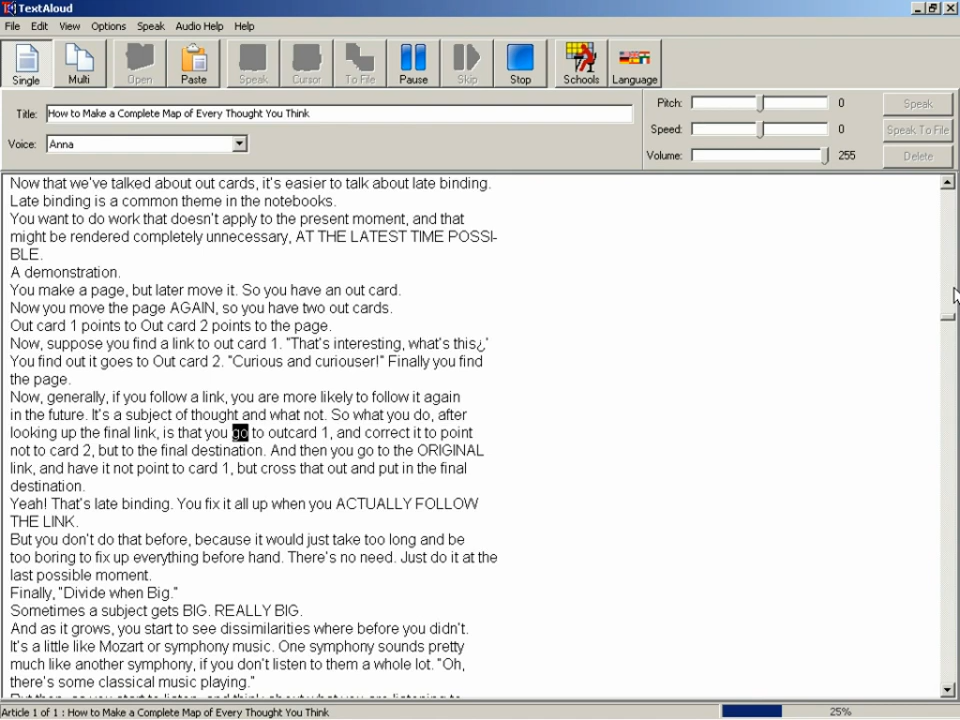 TextAloud
File Edit View Options Speak Audio Help Help
Single Multi Open Paste Speak Cursor To File Pause Skip Stop Schools Language
Title: How to Make a Complete Map of Every Thought You Think
Voice: Anna
Pitch: 0 Speak
Speed: 0 Speak To File
Volume: 255 Delete
Now that we've talked about out cards, it's easier to talk about late binding.
Late binding is a common theme in the notebooks.
You want to do work that doesn't apply to the present moment, and that
might be rendered completely unnecessary, AT THE LATEST TIME POSSI-
BLE.
A demonstration.
You make a page, but later move it. So you have an out card.
Now you move the page AGAIN, so you have two out cards.
Out card 1 points to Out card 2 points to the page.
Now, suppose you find a link to out card 1. "That's interesting, what's this¿'
You find out it goes to Out card 2. "Curious and curiouser!" Finally you find
the page.
Now, generally, if you follow a link, you are more likely to follow it again
in the future. It's a subject of thought and what not. So what you do, after
looking up the final link, is that you go to outcard 1, and correct it to point
not to card 2, but to the final destination. And then you go to the ORIGINAL
link, and have it not point to card 1, but cross that out and put in the final
destination.
Yeah! That's late binding. You fix it all up when you ACTUALLY FOLLOW
THE LINK.
But you don't do that before, because it would just take too long and be
too boring to fix up everything before hand. There's no need. Just do it at the
last possible moment.
Finally, "Divide when Big."
Sometimes a subject gets BIG. REALLY BIG.
And as it grows, you start to see dissimilarities where before you didn't.
It's a little like Mozart or symphony music. One symphony sounds pretty
much like another symphony, if you don't listen to them a whole lot. "Oh,
there's some classical music playing."
But then, as you start to listen, and think about what you are listening to
Article 1 of 1 : How to Make a Complete Map of Every Thought You Think 25%